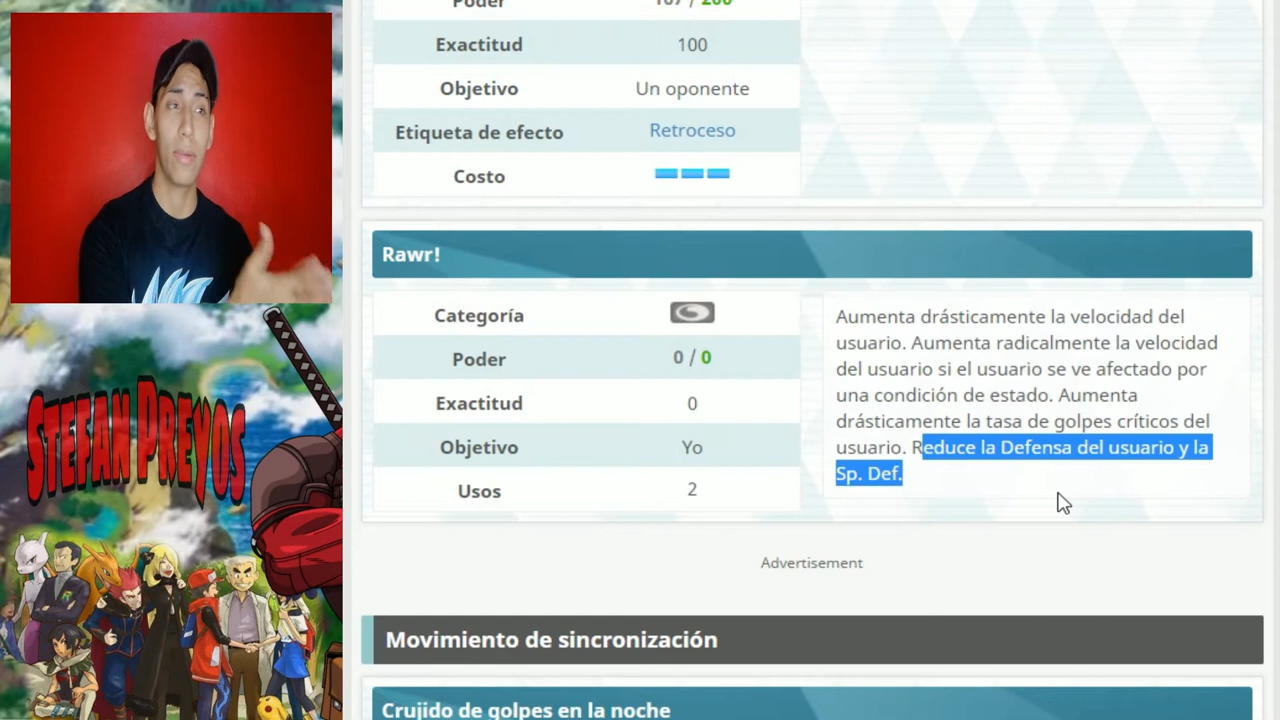 Poder 167 / 200
Exactitud 100
Objetivo Un oponente
Etiqueta de efecto Retroceso
Costo
Rawr!
Categoría
Poder 0 / 0
Exactitud 0
Objetivo Yo
Usos 2
Aumenta drásticamente la velocidad del
usuario. Aumenta radicalmente la velocidad
del usuario si el usuario se ve afectado por
una condición de estado. Aumenta
drásticamente la tasa de golpes críticos del
usuario. Reduce la Defensa del usuario y la
Sp. Def.
STEFAN PREYOS
Advertisement
Movimiento de sincronización
Crujido de golpes en la noche